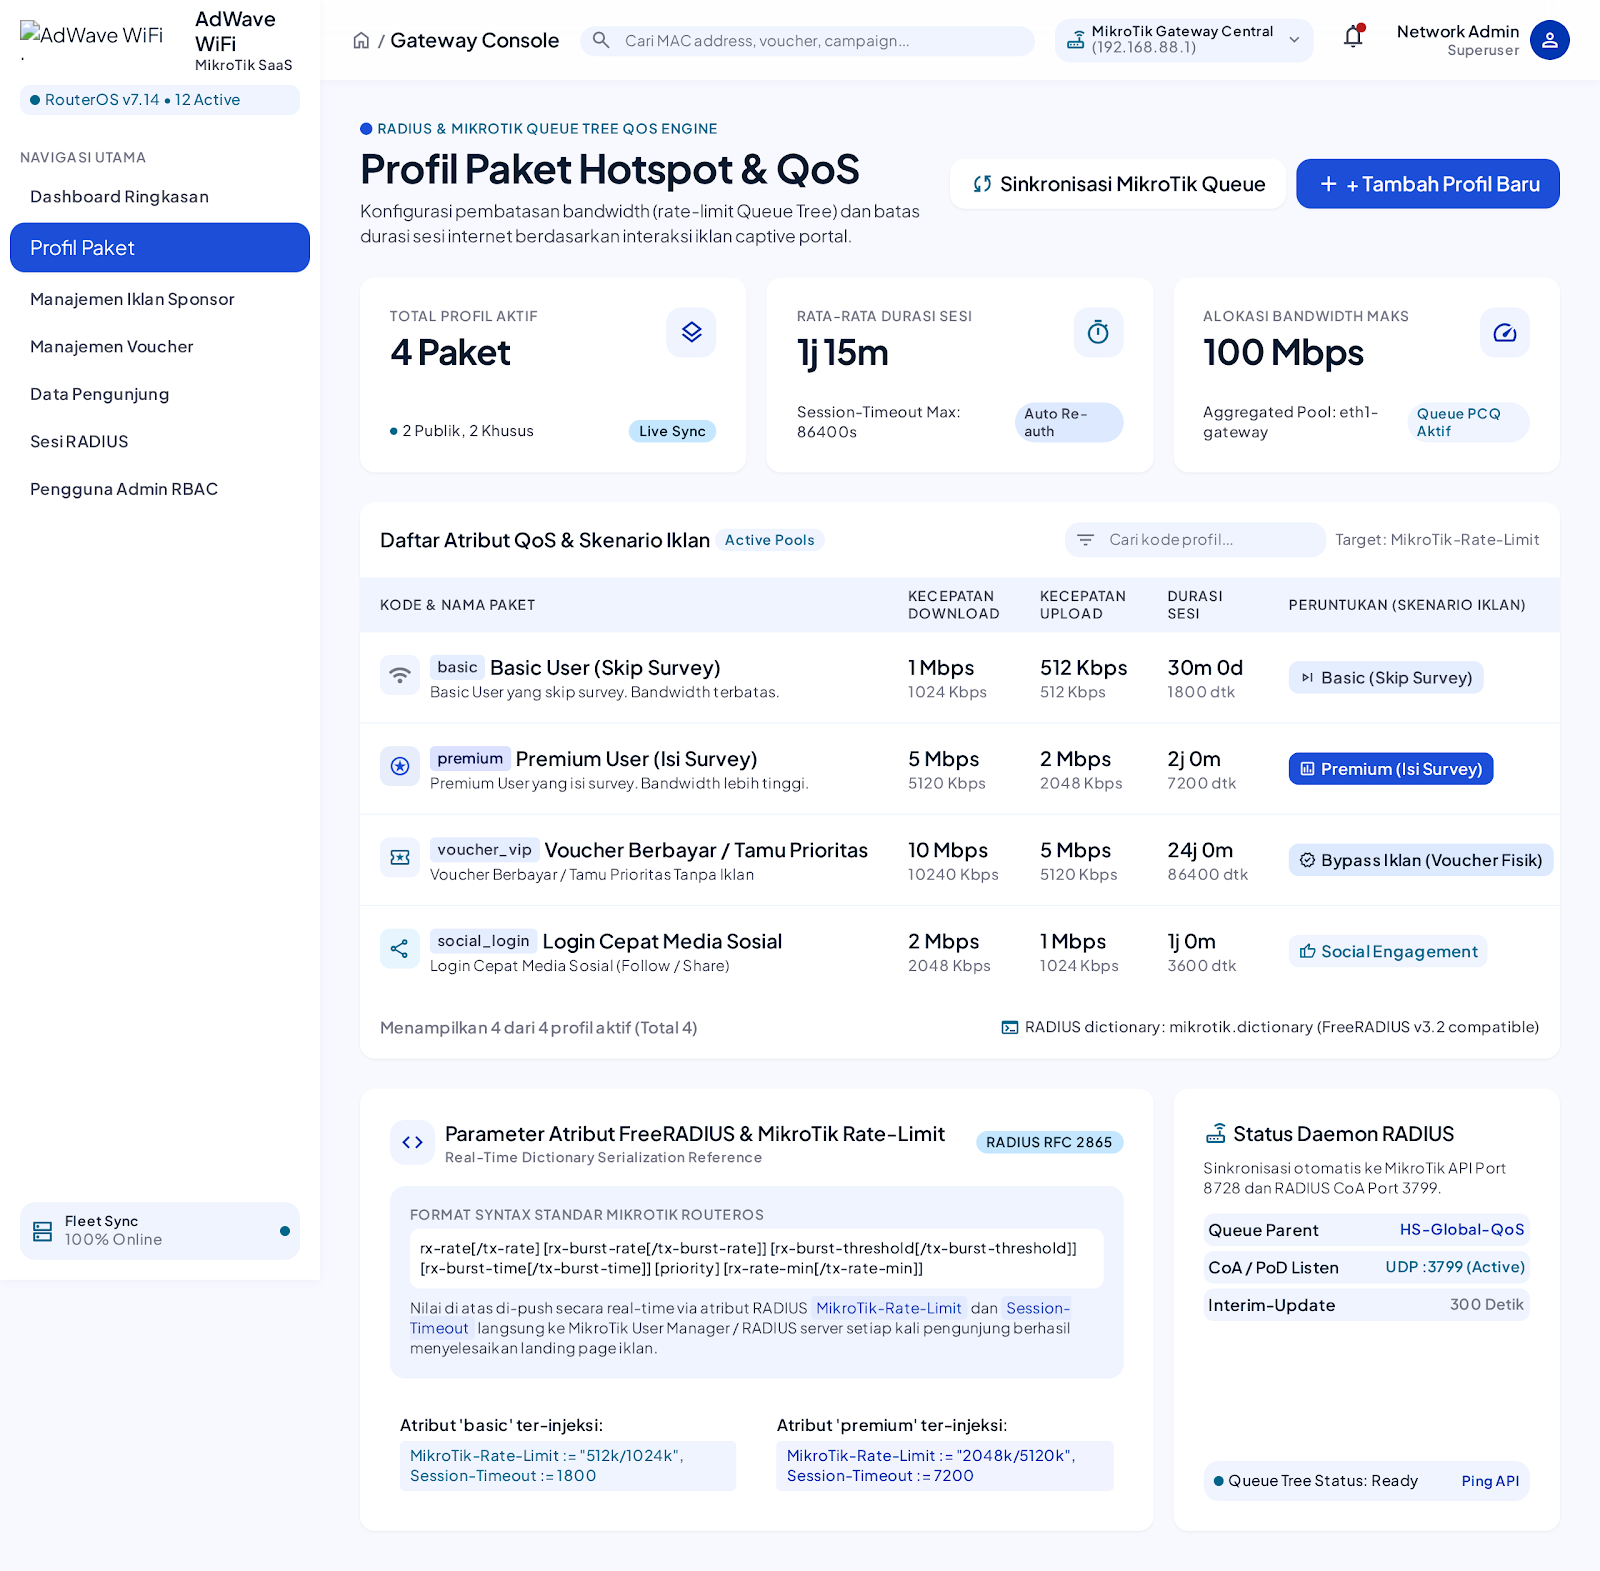 AdWave WiFi
AdWave
WiFi
MikroTik SaaS
RouterOS v7.14 • 12 Active
NAVIGASI UTAMA
Dashboard Ringkasan
Profil Paket
Manajemen Iklan Sponsor
Manajemen Voucher
Data Pengunjung
Sesi RADIUS
Pengguna Admin RBAC
Fleet Sync
100% Online
/ Gateway Console
Cari MAC address, voucher, campaign...
MikroTik Gateway Central
(192.168.88.1)
Network Admin
Superuser
RADIUS & MIKROTIK QUEUE TREE QOS ENGINE
Profil Paket Hotspot & QoS
Konfigurasi pembatasan bandwidth (rate-limit Queue Tree) dan batas
durasi sesi internet berdasarkan interaksi iklan captive portal.
Sinkronisasi MikroTik Queue
+ Tambah Profil Baru
TOTAL PROFIL AKTIF
4 Paket
2 Publik, 2 Khusus
Live Sync
RATA-RATA DURASI SESI
1j 15m
Session-Timeout Max:
86400s
Auto Re-
auth
ALOKASI BANDWIDTH MAKS
100 Mbps
Aggregated Pool: eth1-
gateway
Queue PCQ
Aktif
Daftar Atribut QoS & Skenario Iklan
Active Pools
Cari kode profil...
Target: MikroTik-Rate-Limit
KODE & NAMA PAKET
KECEPATAN
DOWNLOAD
KECEPATAN
UPLOAD
DURASI
SESI
PERUNTUKAN (SKENARIO IKLAN)
basic Basic User (Skip Survey)
Basic User yang skip survey. Bandwidth terbatas.
1 Mbps
1024 Kbps
512 Kbps
512 Kbps
30m 0d
1800 dtk
Basic (Skip Survey)
premium Premium User (Isi Survey)
Premium User yang isi survey. Bandwidth lebih tinggi.
5 Mbps
5120 Kbps
2 Mbps
2048 Kbps
2j 0m
7200 dtk
Premium (Isi Survey)
voucher_vip Voucher Berbayar / Tamu Prioritas
Voucher Berbayar / Tamu Prioritas Tanpa Iklan
10 Mbps
10240 Kbps
5 Mbps
5120 Kbps
24j 0m
86400 dtk
Bypass Iklan (Voucher Fisik)
social_login Login Cepat Media Sosial
Login Cepat Media Sosial (Follow / Share)
2 Mbps
2048 Kbps
1 Mbps
1024 Kbps
1j 0m
3600 dtk
Social Engagement
Menampilkan 4 dari 4 profil aktif (Total 4)
RADIUS dictionary: mikrotik.dictionary (FreeRADIUS v3.2 compatible)
Parameter Atribut FreeRADIUS & MikroTik Rate-Limit
Real-Time Dictionary Serialization Reference
RADIUS RFC 2865
FORMAT SYNTAX STANDAR MIKROTIK ROUTEROS
rx-rate[/tx-rate] [rx-burst-rate[/tx-burst-rate]] [rx-burst-threshold[/tx-burst-threshold]]
[rx-burst-time[/tx-burst-time]] [priority] [rx-rate-min[/tx-rate-min]]
Nilai di atas di-push secara real-time via atribut RADIUS MikroTik-Rate-Limit dan Session-
Timeout langsung ke MikroTik User Manager / RADIUS server setiap kali pengunjung berhasil
menyelesaikan landing page iklan.
Atribut 'basic' ter-injeksi:
MikroTik-Rate-Limit := "512k/1024k",
Session-Timeout := 1800
Atribut 'premium' ter-injeksi:
MikroTik-Rate-Limit := "2048k/5120k",
Session-Timeout := 7200
Status Daemon RADIUS
Sinkronisasi otomatis ke MikroTik API Port
8728 dan RADIUS CoA Port 3799.
Queue Parent
HS-Global-QoS
CoA / PoD Listen
UDP :3799 (Active)
Interim-Update
300 Detik
Queue Tree Status: Ready
Ping API